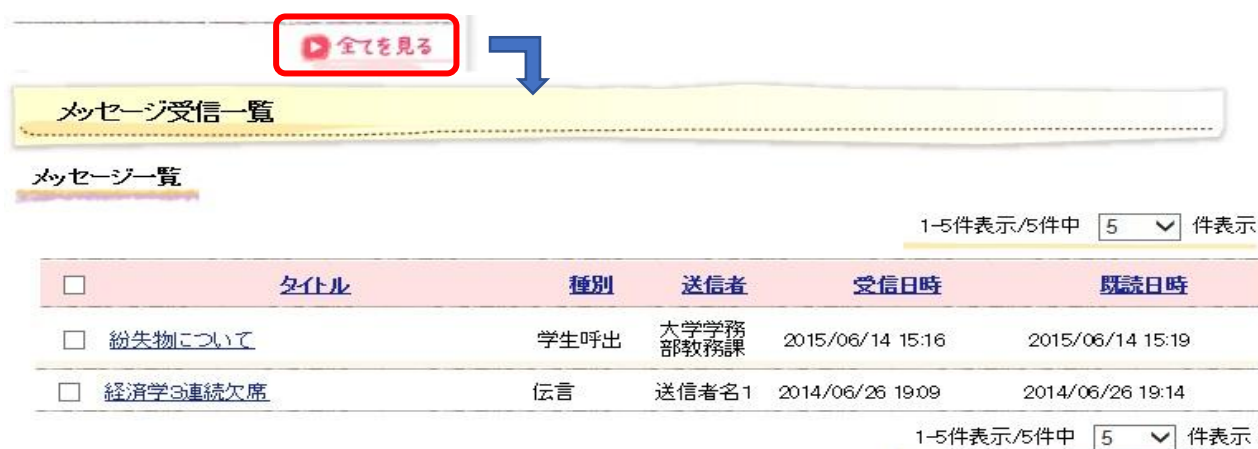 全てを見る
メッセージ受信一覧
メッセージ一覧
1-5件表示/5件中 5 件表示
タイトル 種別 送信者 受信日時 既読日時
紛失物について 学生呼出 大学学務部教務課 2015/06/14 15:16 2015/06/14 15:19
経済学3連続欠席 伝言 送信者名1 2014/06/26 19:09 2014/06/26 19:14
1-5件表示/5件中 5 件表示